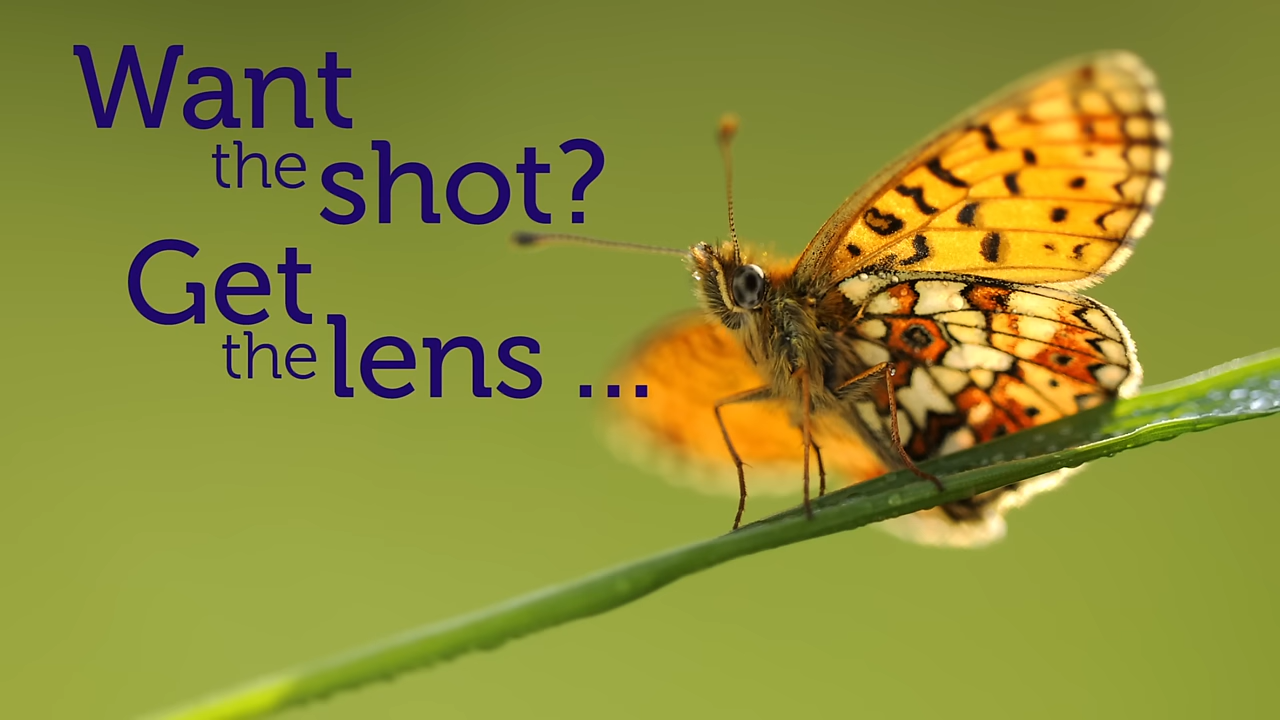 Want
the shot?
Get
the lens ...